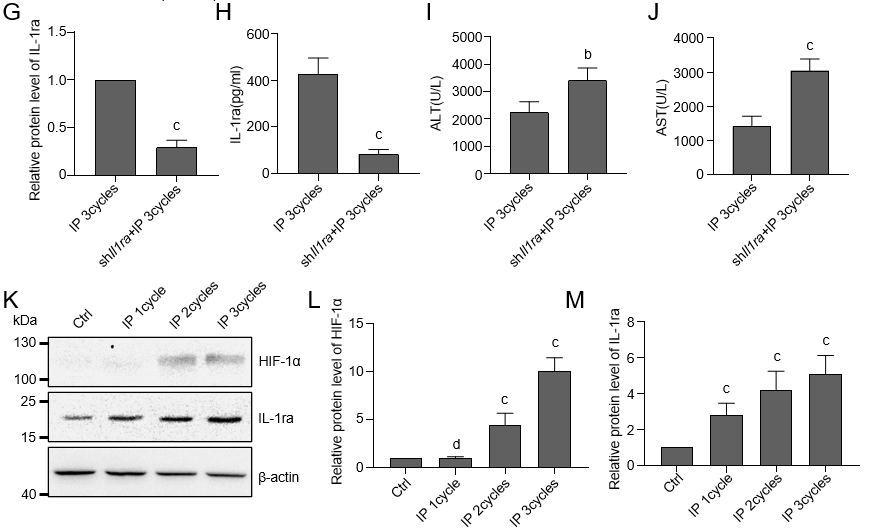 G
Relative protein level of IL-1ra
1.5
1.0
0.5
0
c
IP 3cycles
shIl1ra+IP 3cycles
H
IL-1ra(pg/ml)
600
400
200
0
c
IP 3cycles
shIl1ra+IP 3cycles
I
ALT(U/L)
5000
4000
3000
2000
1000
0
b
IP 3cycles
shIl1ra+IP 3cycles
J
AST(U/L)
4000
3000
2000
1000
0
c
IP 3cycles
shIl1ra+IP 3cycles
K
kDa
Ctrl
IP 1cycle
IP 2cycles
IP 3cycles
130
100
HIF-1α
25
15
IL-1ra
40
β-actin
L
Relative protein level of HIF-1α
15
10
5
0
d
c
c
Ctrl
IP 1cycle
IP 2cycles
IP 3cycles
M
Relative protein level of IL-1ra
8
6
4
2
0
c
c
c
Ctrl
IP 1cycle
IP 2cycles
IP 3cycles